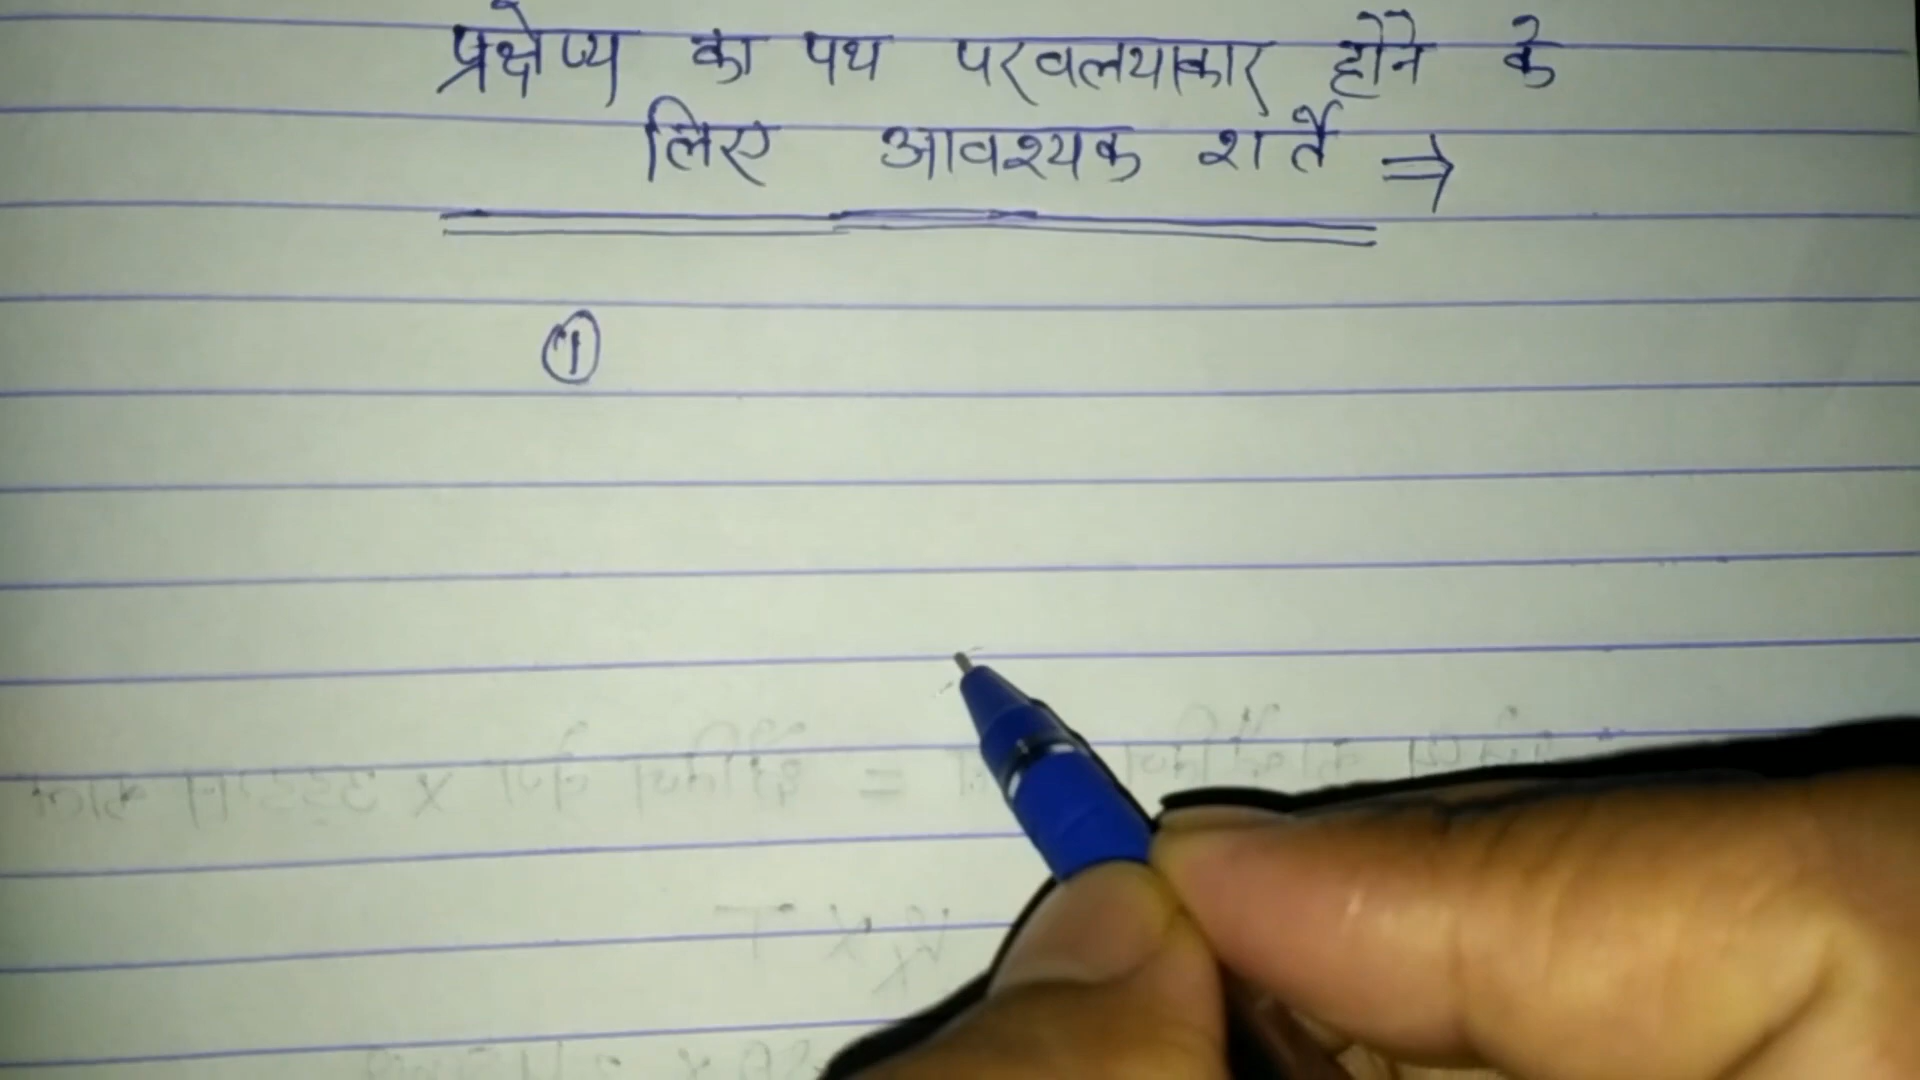 प्रक्षेप्य का पथ परवलयाकार होने के
लिए आवश्यक शर्ते ⇒
①